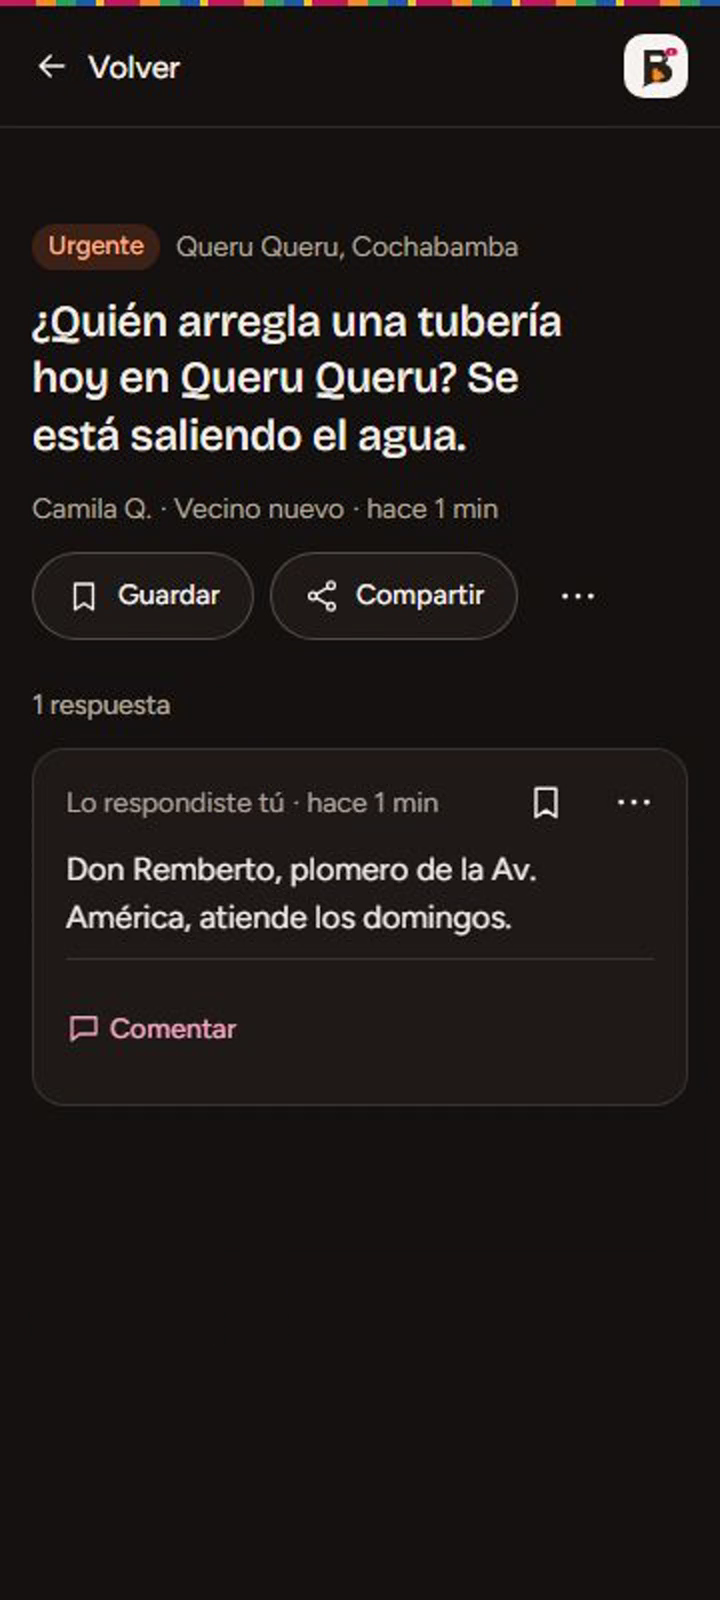 Volver
B
Urgente Queru Queru, Cochabamba
¿Quién arregla una tubería
hoy en Queru Queru? Se
está saliendo el agua.
Camila Q. · Vecino nuevo · hace 1 min
Guardar Compartir ...
1 respuesta
Lo respondiste tú · hace 1 min ...
Don Remberto, plomero de la Av.
América, atiende los domingos.
Comentar